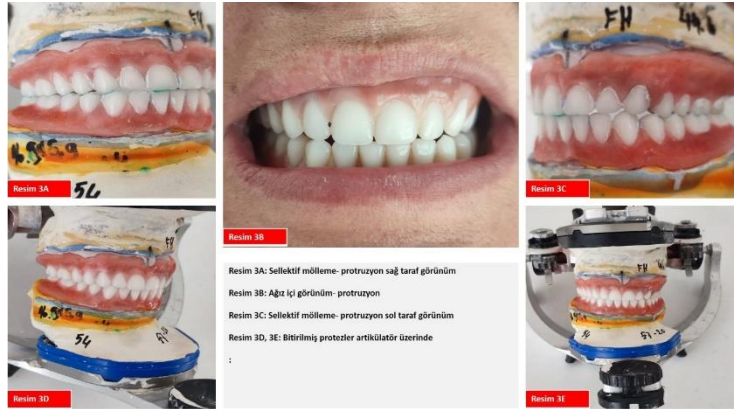 FH
Resim 3A
54
Resim 3B
FH
Resim 3C
Resim 3A: Sellektif mölleme- protruzyon sağ taraf görünüm
Resim 3B: Ağız içi görünüm- protruzyon
Resim 3C: Sellektif mölleme- protruzyon sol taraf görünüm
Resim 3D, 3E: Bitirilmiş protezler artikülatör üzerinde
:
FH
54
Resim 3D
FH
54
Resim 3E